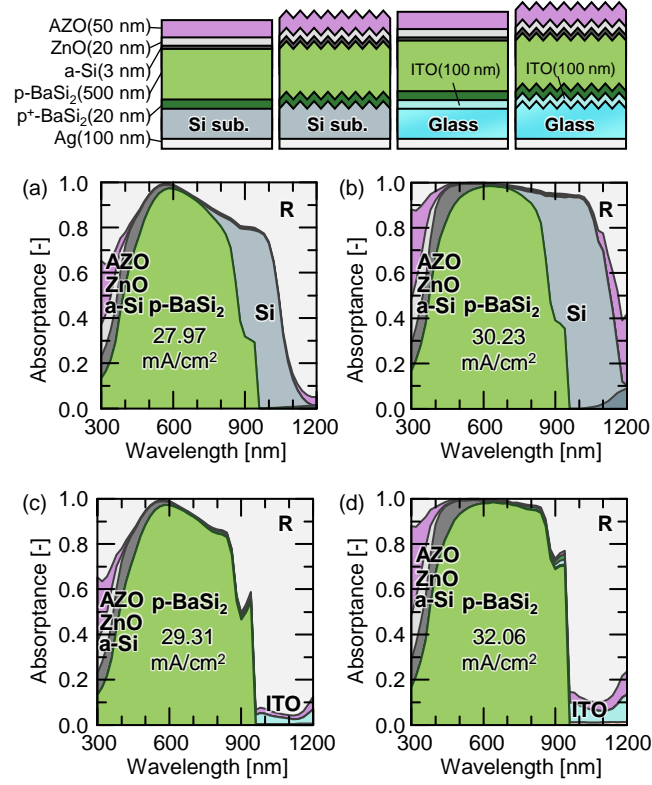 AZO(50 nm)
ZnO(20 nm)
a-Si(3 nm)
p-BaSi₂(500 nm)
p⁺-BaSi₂(20 nm)
Ag(100 nm)
Si sub.
Si sub.
ITO(100 nm)
Glass
ITO(100 nm)
Glass
(a)
Absorptance [-]
1.0
0.8
0.6
0.4
0.2
0.0
R
AZO
ZnO
a-Si p-BaSi₂
27.97
mA/cm²
Si
300 600 900 1200
Wavelength [nm]
(b)
Absorptance [-]
1.0
0.8
0.6
0.4
0.2
0.0
R
AZO
ZnO
a-Si p-BaSi₂
30.23
mA/cm²
Si
300 600 900 1200
Wavelength [nm]
(c)
Absorptance [-]
1.0
0.8
0.6
0.4
0.2
0.0
R
AZO p-BaSi₂
ZnO
a-Si
29.31
mA/cm²
ITO
300 600 900 1200
Wavelength [nm]
(d)
Absorptance [-]
1.0
0.8
0.6
0.4
0.2
0.0
R
AZO
ZnO
a-Si p-BaSi₂
32.06
mA/cm²
ITO
300 600 900 1200
Wavelength [nm]